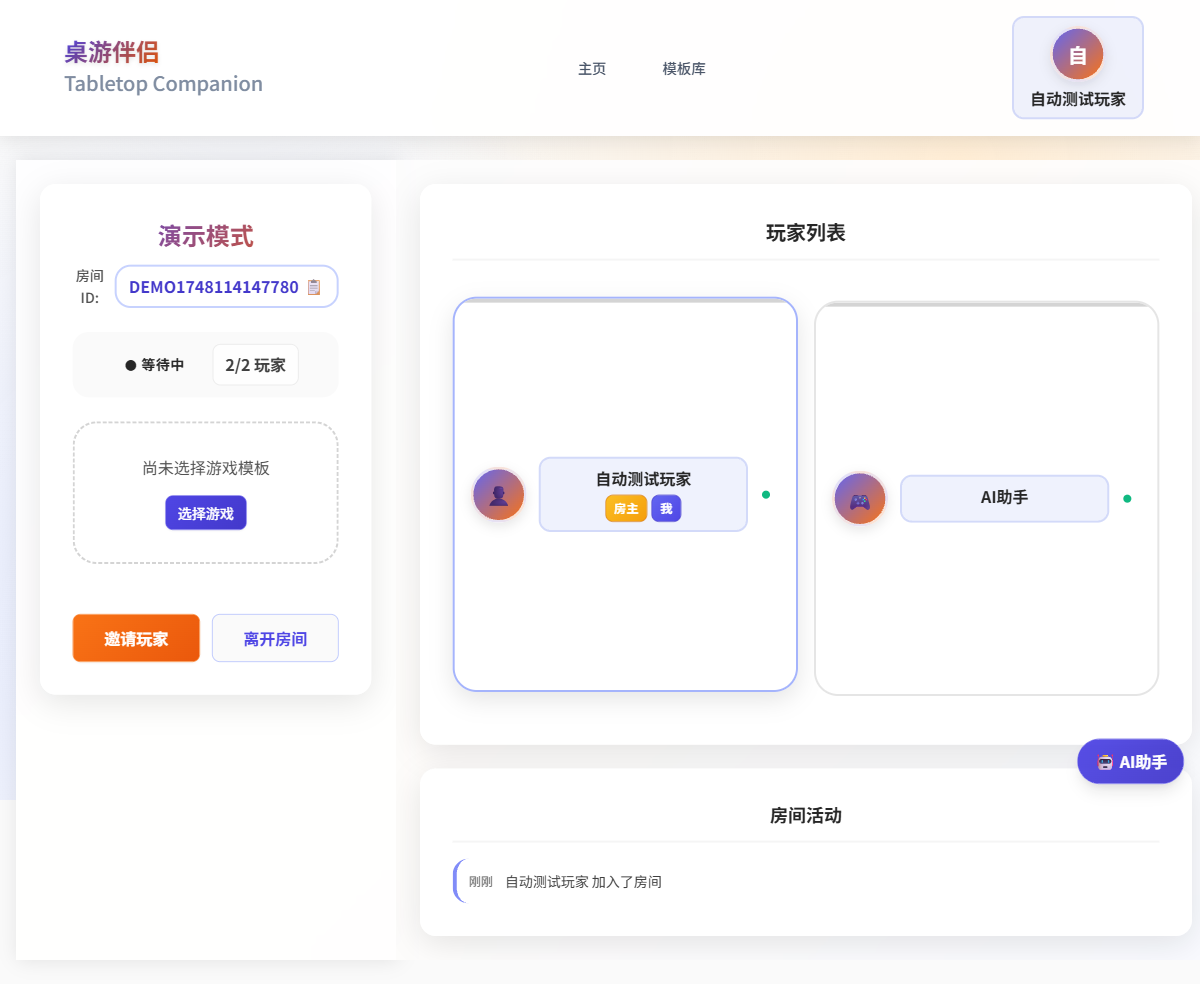 桌游伴侣
Tabletop Companion
主页
模板库
自
自动测试玩家
演示模式
房间
ID:
DEMO1748114147780
等待中
2/2 玩家
尚未选择游戏模板
选择游戏
邀请玩家
离开房间
玩家列表
自动测试玩家
房主
我
AI助手
AI助手
房间活动
刚刚 自动测试玩家 加入了房间